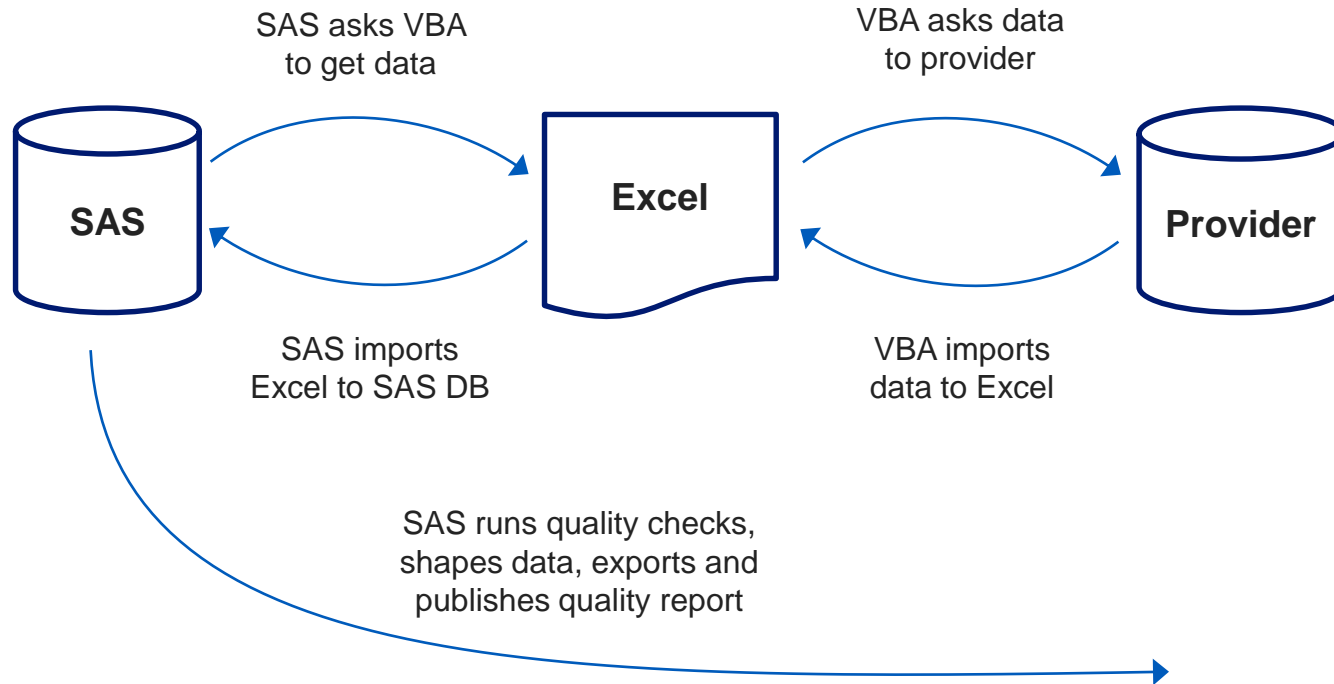 SAS asks VBA
to get data
VBA asks data
to provider
SAS
Excel
Provider
SAS imports
Excel to SAS DB
VBA imports
data to Excel
SAS runs quality checks,
shapes data, exports and
publishes quality report